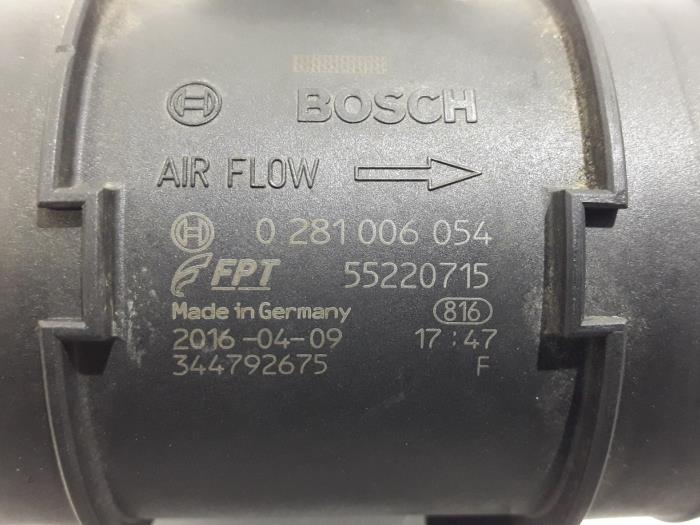 BOSCH
AIR FLOW
0 281 006 054
FPT 55220715
Made in Germany 816
2016-04-09 17:47
344792675 F